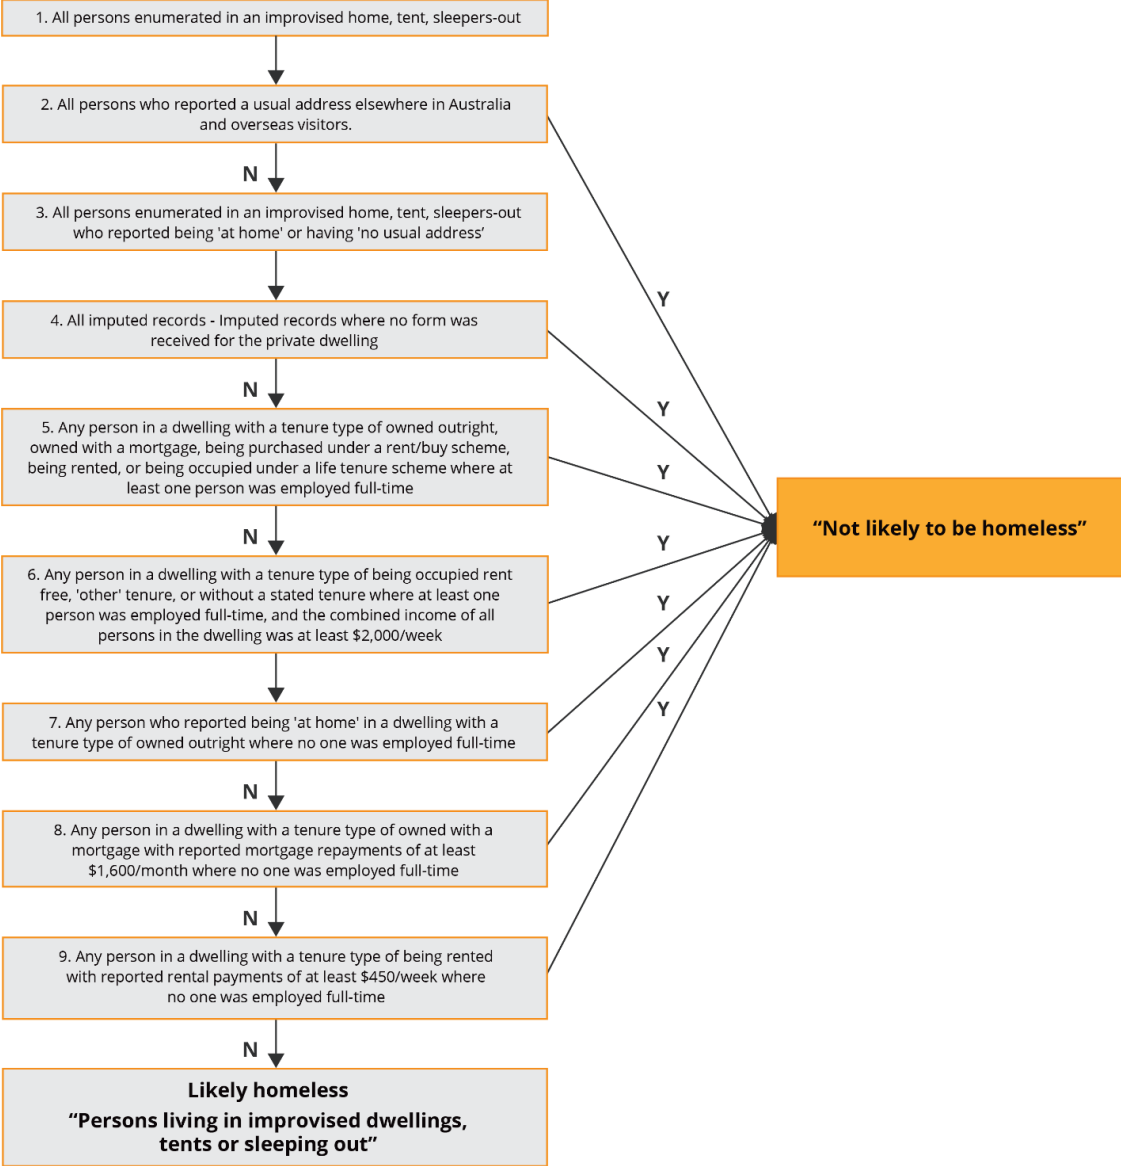 1. All persons enumerated in an improvised home, tent, sleepers-out
2. All persons who reported a usual address elsewhere in Australia
and overseas visitors.
N
3. All persons enumerated in an improvised home, tent, sleepers-out
who reported being 'at home' or having 'no usual address’
Y
4. All imputed records - Imputed records where no form was
received for the private dwelling
N
Y
5. Any person in a dwelling with a tenure type of owned outright,
owned with a mortgage, being purchased under a rent/buy scheme,
being rented, or being occupied under a life tenure scheme where at
least one person was employed full-time
Y
“Not likely to be homeless”
N
Y
6. Any person in a dwelling with a tenure type of being occupied rent
free, 'other' tenure, or without a stated tenure where at least one
person was employed full-time, and the combined income of all
persons in the dwelling was at least $2,000/week
Y
Y
7. Any person who reported being 'at home' in a dwelling with a
tenure type of owned outright where no one was employed full-time
Y
N
8. Any person in a dwelling with a tenure type of owned with a
mortgage with reported mortgage repayments of at least
$1,600/month where no one was employed full-time
N
9. Any person in a dwelling with a tenure type of being rented
with reported rental payments of at least $450/week where
no one was employed full-time
N
Likely homeless
“Persons living in improvised dwellings,
tents or sleeping out”